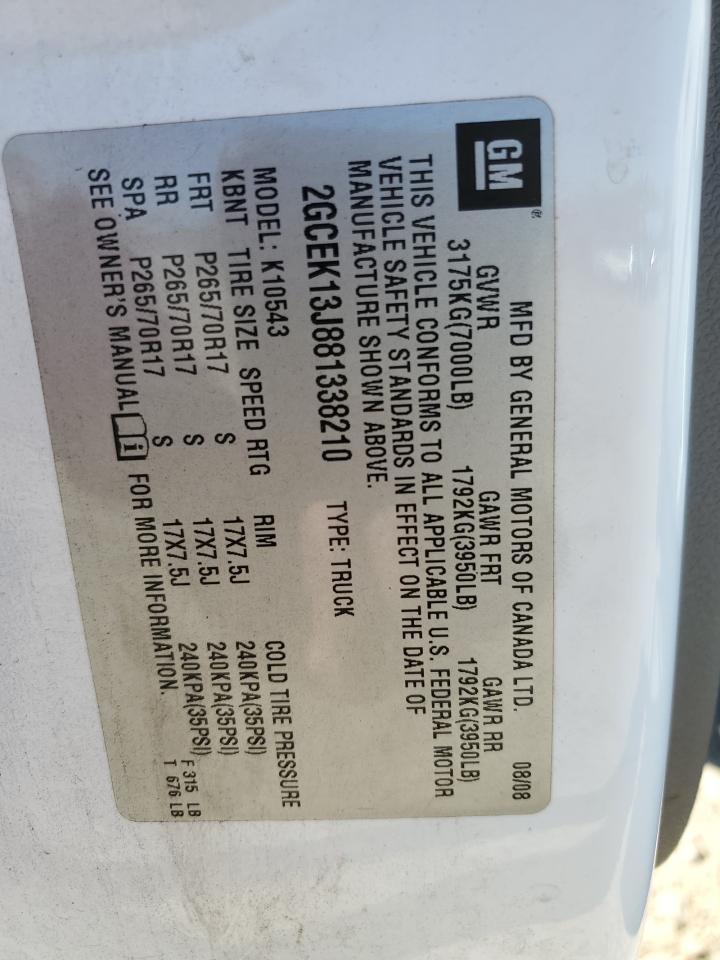 GM®
MFD BY GENERAL MOTORS OF CANADA LTD. 08/08
GVWR GAWR FRT GAWR RR
3175KG(7000LB) 1792KG(3950LB) 1792KG(3950LB)
THIS VEHICLE CONFORMS TO ALL APPLICABLE U.S. FEDERAL MOTOR
VEHICLE SAFETY STANDARDS IN EFFECT ON THE DATE OF
MANUFACTURE SHOWN ABOVE.
2GCEK13J881338210 TYPE: TRUCK
MODEL: K10543
KBNT TIRE SIZE SPEED RTG RIM COLD TIRE PRESSURE
FRT P265/70R17 S 17X7.5J 240KPA(35PSI)
RR P265/70R17 S 17X7.5J 240KPA(35PSI)
SPA P265/70R17 S 17X7.5J 240KPA(35PSI) F 315 LB
SEE OWNER'S MANUAL i FOR MORE INFORMATION. T 676 LB